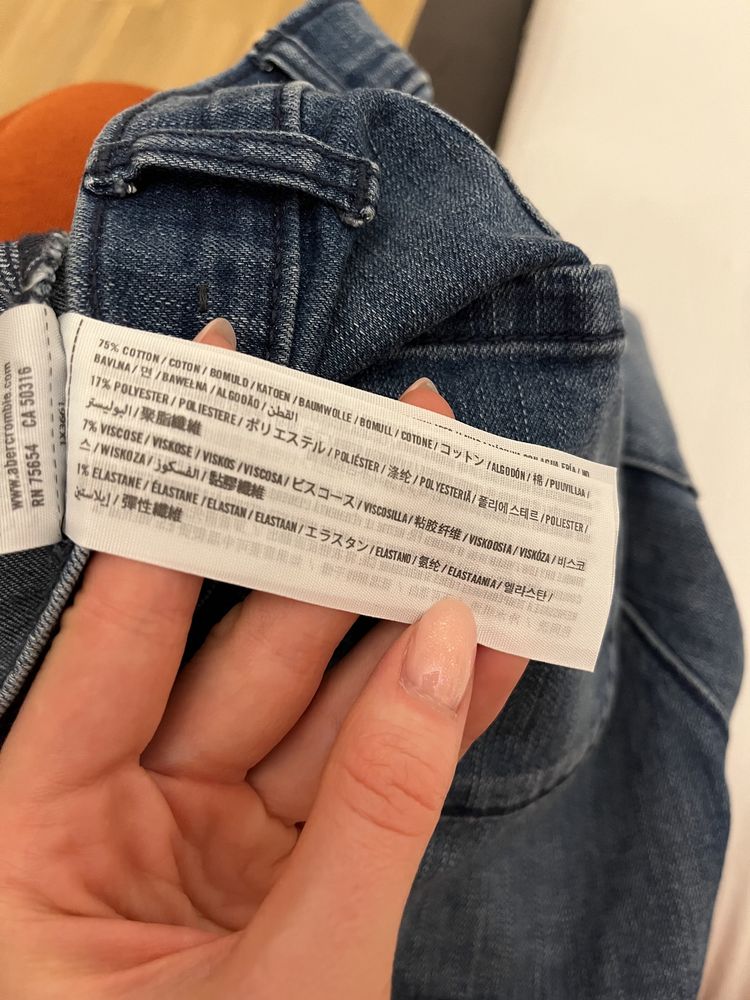 www.abercrombie.com
RN 75654 CA 50316
75% COTTON / COTON / BOMULD / KATOEN / BAUMWOLLE / BOMULL / COTONE / コットン / ALGODÓN / 棉 / PUUVILLAA /
BAVLNA / 면 / BAWEŁNA / ALGODÃO / القطن
17% POLYESTER / POLIESTERE / ポリエステル / POLIÉSTER / 涤纶 / POLYESTERIÄ / 폴리에스테르 / POLIESTER /
البوليستر / 聚脂纖維
7% VISCOSE / VISKOSE / VISKOS / VISCOSA / ビスコース / VISCOSILLA / 粘胶纤维 / VISKOOSIA / VISKÓZA / 비스코
스 / WISKOZA / الفسكوز / 黏膠纖維
1% ELASTANE / ÉLASTANE / ELASTAN / ELASTAAN / エラスタン / ELASTANO / 氨纶 / ELASTAANIA / 엘라스탄 /
إيلاستين / 彈性纖維